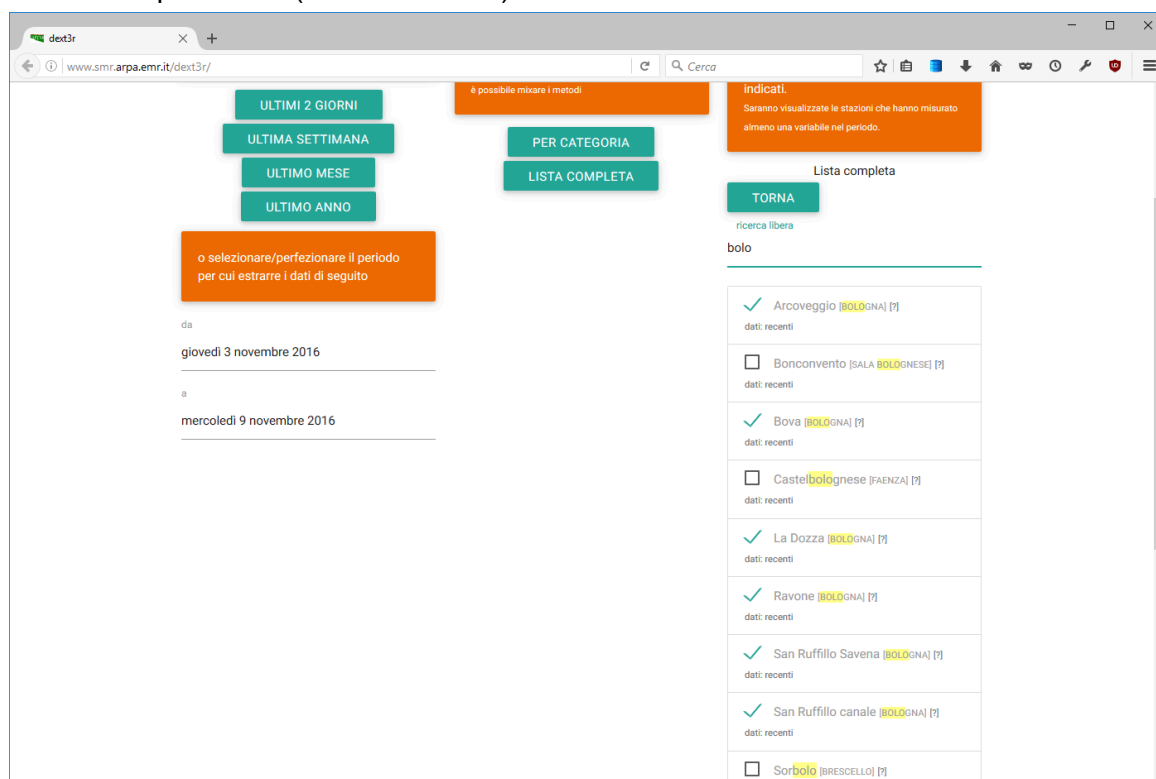 dext3r
www.smr.arpa.emr.it/dext3r/
Cerca
ULTIMI 2 GIORNI
ULTIMA SETTIMANA
ULTIMO MESE
ULTIMO ANNO
o selezionare/perfezionare il periodo
per cui estrarre i dati di seguito
da
giovedì 3 novembre 2016
a
mercoledì 9 novembre 2016
è possibile mixare i metodi
PER CATEGORIA
LISTA COMPLETA
indicati.
Saranno visualizzate le stazioni che hanno misurato
almeno una variabile nel periodo.
Lista completa
TORNA
ricerca libera
bolo
Arcoveggio [BOLOGNA] [?]
dati: recenti
Bonconvento [SALA BOLOGNESE] [?]
dati: recenti
Bova [BOLOGNA] [?]
dati: recenti
Castelbolognese [FAENZA] [?]
dati: recenti
La Dozza [BOLOGNA] [?]
dati: recenti
Ravone [BOLOGNA] [?]
dati: recenti
San Ruffillo Savena [BOLOGNA] [?]
dati: recenti
San Ruffillo canale [BOLOGNA] [?]
dati: recenti
Sorbolo [BRESCELLO] [?]